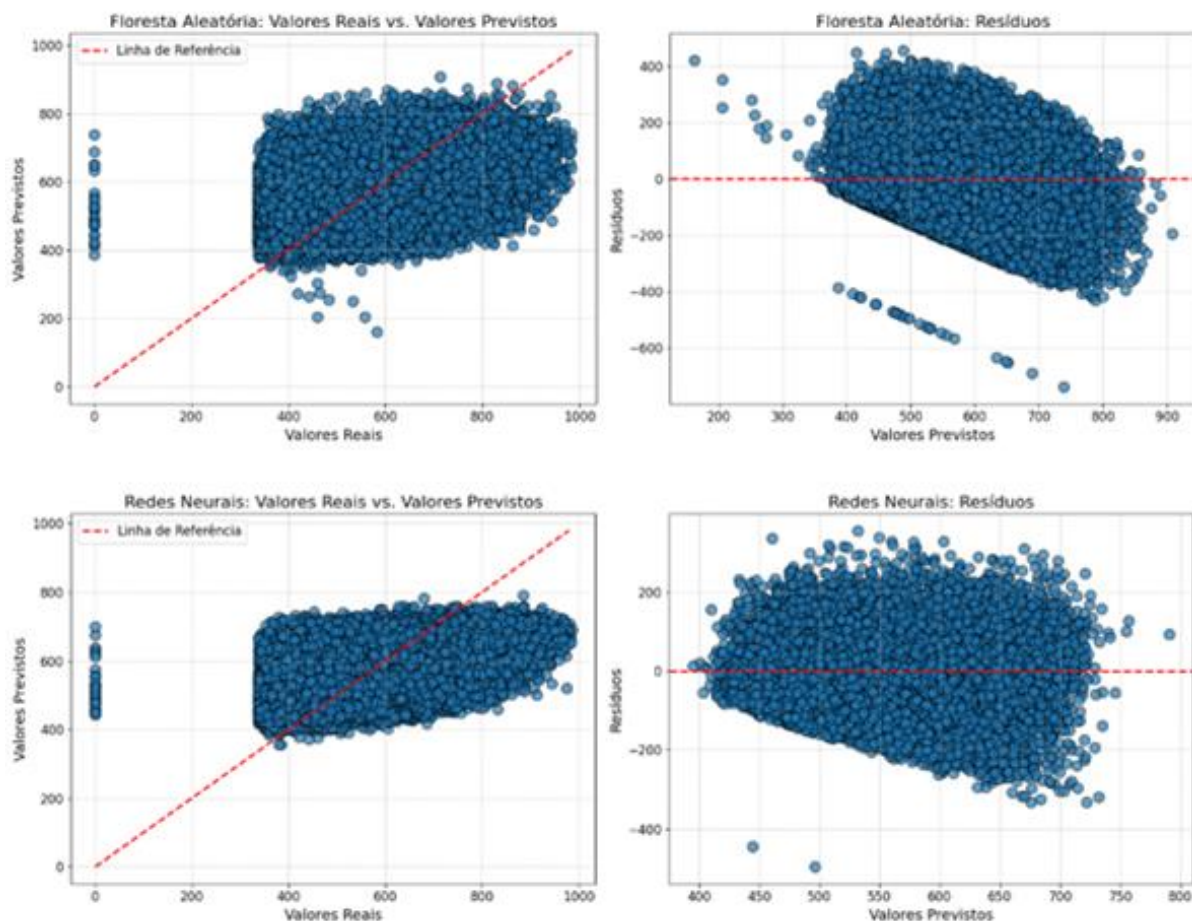 Floresta Aleatória: Valores Reais vs. Valores Previstos
Linha de Referência
1000
800
600
400
200
0
Valores Previstos
0 200 400 600 800 1000
Valores Reais
Floresta Aleatória: Resíduos
400
200
0
−200
−400
−600
Resíduos
200 300 400 500 600 700 800 900
Valores Previstos
Redes Neurais: Valores Reais vs. Valores Previstos
Linha de Referência
1000
800
600
400
200
0
Valores Previstos
0 200 400 600 800 1000
Valores Reais
Redes Neurais: Resíduos
200
0
−200
−400
Resíduos
400 450 500 550 600 650 700 750 800
Valores Previstos